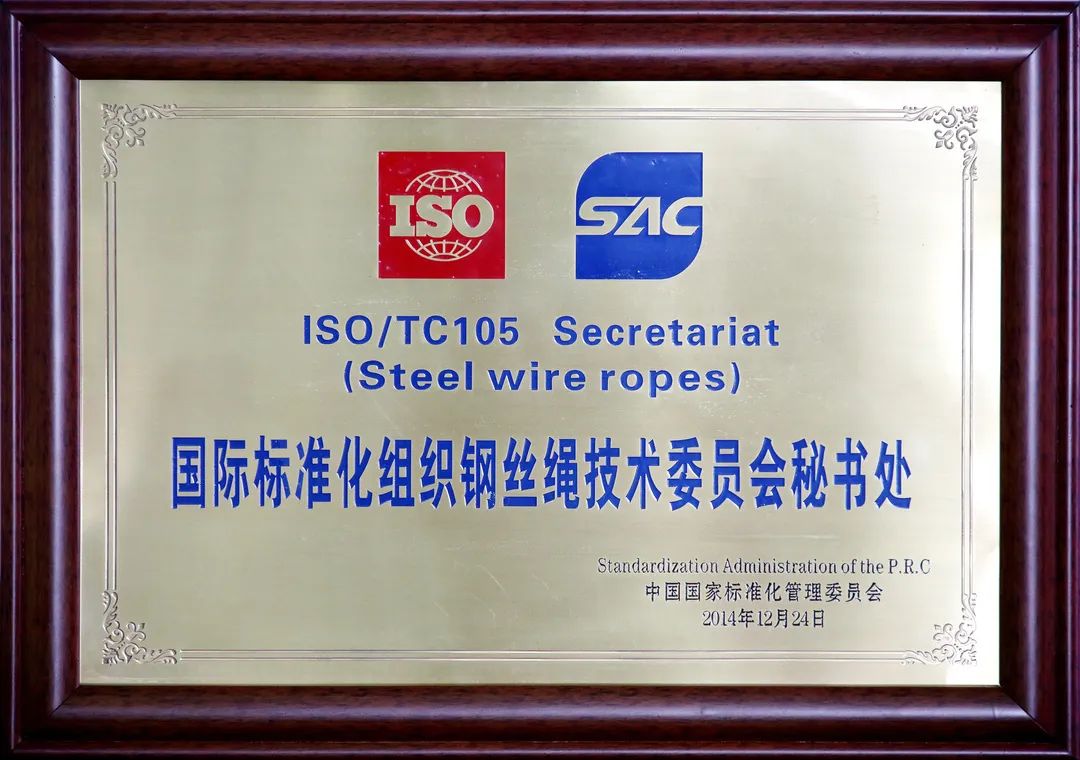 ISO
SAC
ISO/TC105 Secretariat
(Steel wire ropes)
国际标准化组织钢丝绳技术委员会秘书处
Standardization Administration of the P.R.C
中国国家标准化管理委员会
2014年12月24日